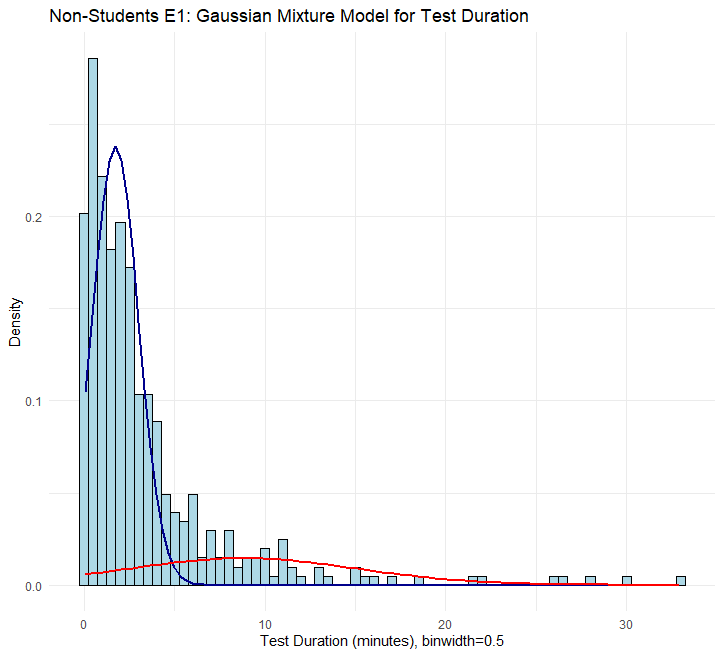 Non-Students E1: Gaussian Mixture Model for Test Duration
Density
0.2
0.1
0.0
0
10
20
30
Test Duration (minutes), binwidth=0.5